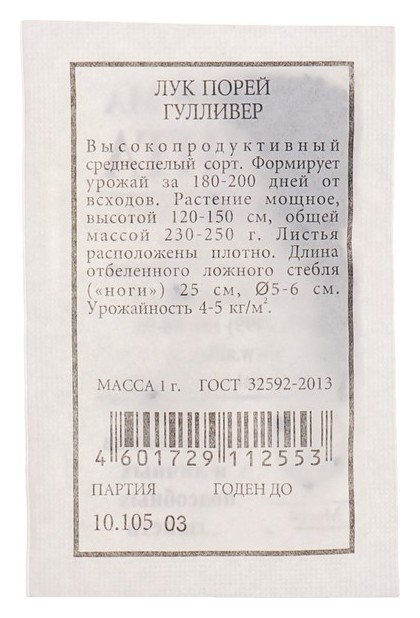 ЛУК ПОРЕЙ
ГУЛЛИВЕР
Высокопродуктивный
среднеспелый сорт. Формирует
урожай за 180-200 дней от
всходов. Растение мощное,
высотой 120-150 см, общей
массой 230-250 г. Листья
расположены плотно. Длина
отбеленного ложного стебля
(«ноги») 25 см, Ø5-6 см.
Урожайность 4-5 кг/м².
МАССА 1 г. ГОСТ 32592-2013
4 601729 112553
ПАРТИЯ ГОДЕН ДО
10.105 03